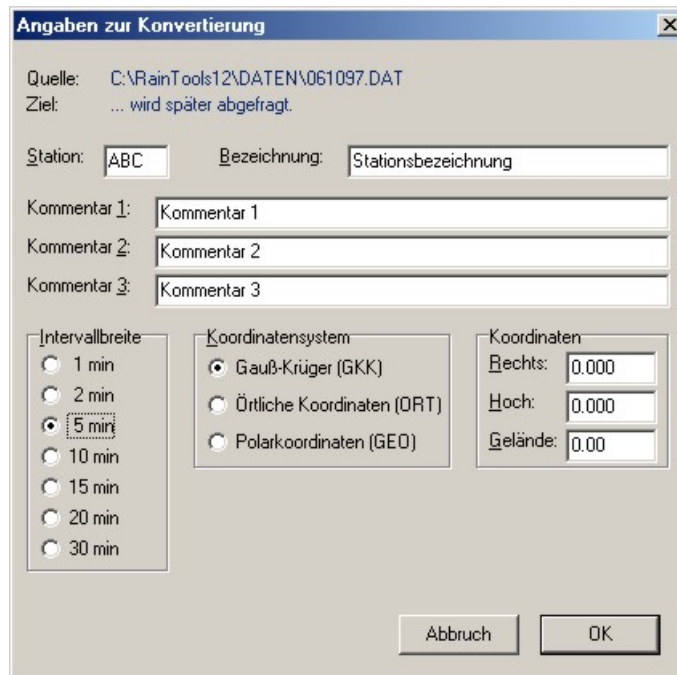 Angaben zur Konvertierung
Quelle: C:\RainTools12\DATEN\061097.DAT
Ziel: ... wird später abgefragt.
Station: ABC Bezeichnung: Stationsbezeichnung
Kommentar 1: Kommentar 1
Kommentar 2: Kommentar 2
Kommentar 3: Kommentar 3
Intervallbreite
1 min
2 min
5 min
10 min
15 min
20 min
30 min
Koordinatensystem
Gauß-Krüger (GKK)
Örtliche Koordinaten (ORT)
Polarkoordinaten (GEO)
Koordinaten
Rechts: 0.000
Hoch: 0.000
Gelände: 0.00
Abbruch OK